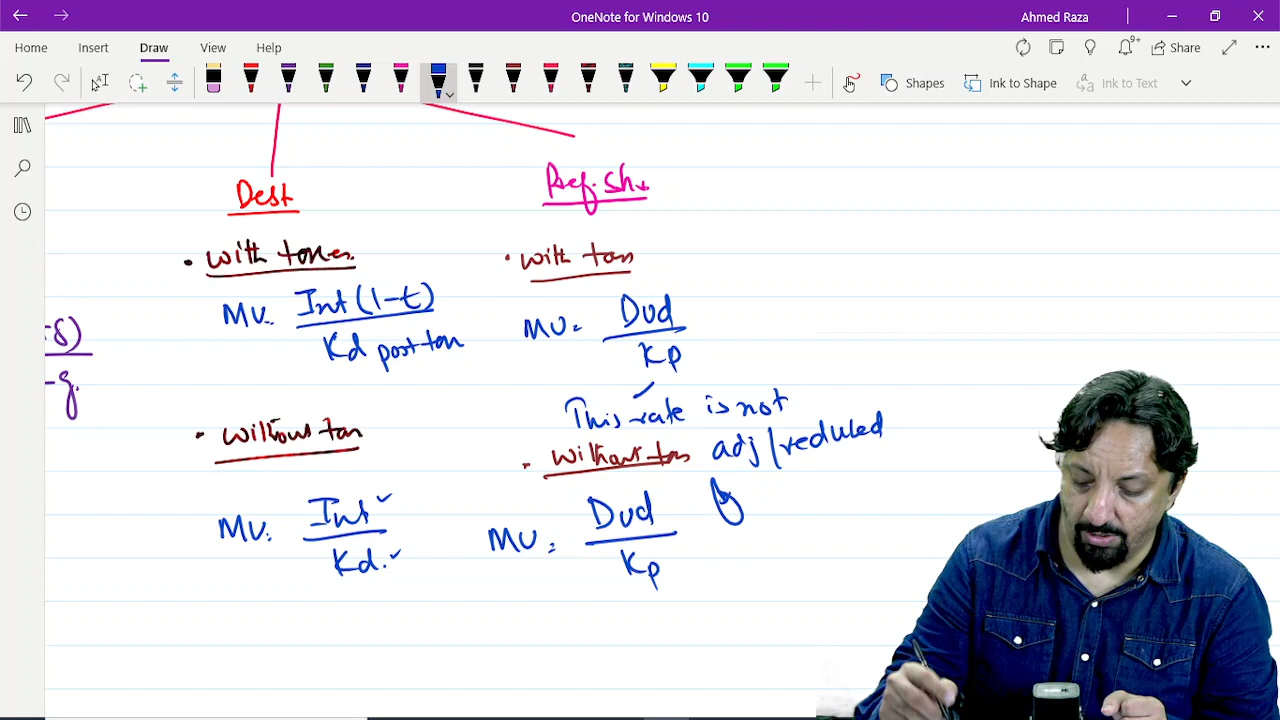 OneNote for Windows 10
Ahmed Raza
Home Insert Draw View Help
9+
Share
Shapes
Ink to Shape
Ink to Text
Debt
• with taxes
MV: Int (1-t)
Kd post tax
• without tax
MV: Int
Kd.
-g)
-g.
Pref. Sh.
• with tax
MV = Dvd
Kp
This rate is not
adj/reduced
by
• without tax
MV = Dvd
Kp